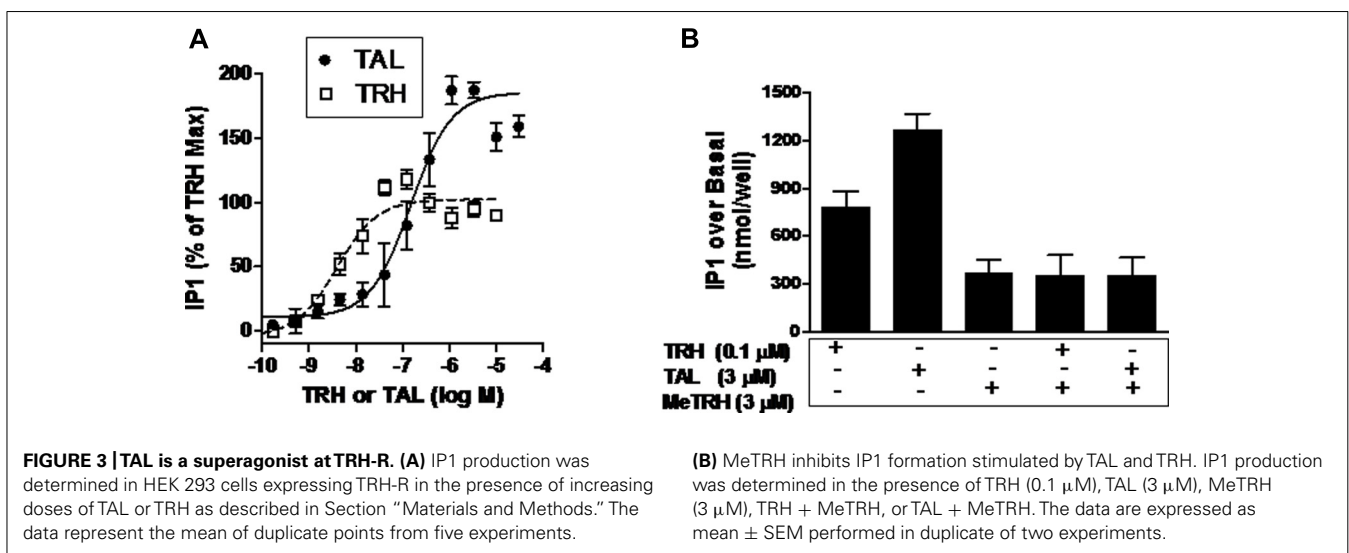 A
TAL
TRH
200
150
100
50
0
IP1 (% of TRH Max)
-10 -9 -8 -7 -6 -5 -4
TRH or TAL (log M)
B
1500
1200
900
600
300
0
IP1 over Basal
(nmol/well)
TRH (0.1 µM) + - - + -
TAL (3 µM) - + - - +
MeTRH (3 µM) - - + + +
FIGURE 3 | TAL is a superagonist at TRH-R. (A) IP1 production was
determined in HEK 293 cells expressing TRH-R in the presence of increasing
doses of TAL or TRH as described in Section “Materials and Methods.” The
data represent the mean of duplicate points from five experiments.
(B) MeTRH inhibits IP1 formation stimulated by TAL and TRH. IP1 production
was determined in the presence of TRH (0.1 µM), TAL (3 µM), MeTRH
(3 µM), TRH + MeTRH, or TAL + MeTRH. The data are expressed as
mean ± SEM performed in duplicate of two experiments.